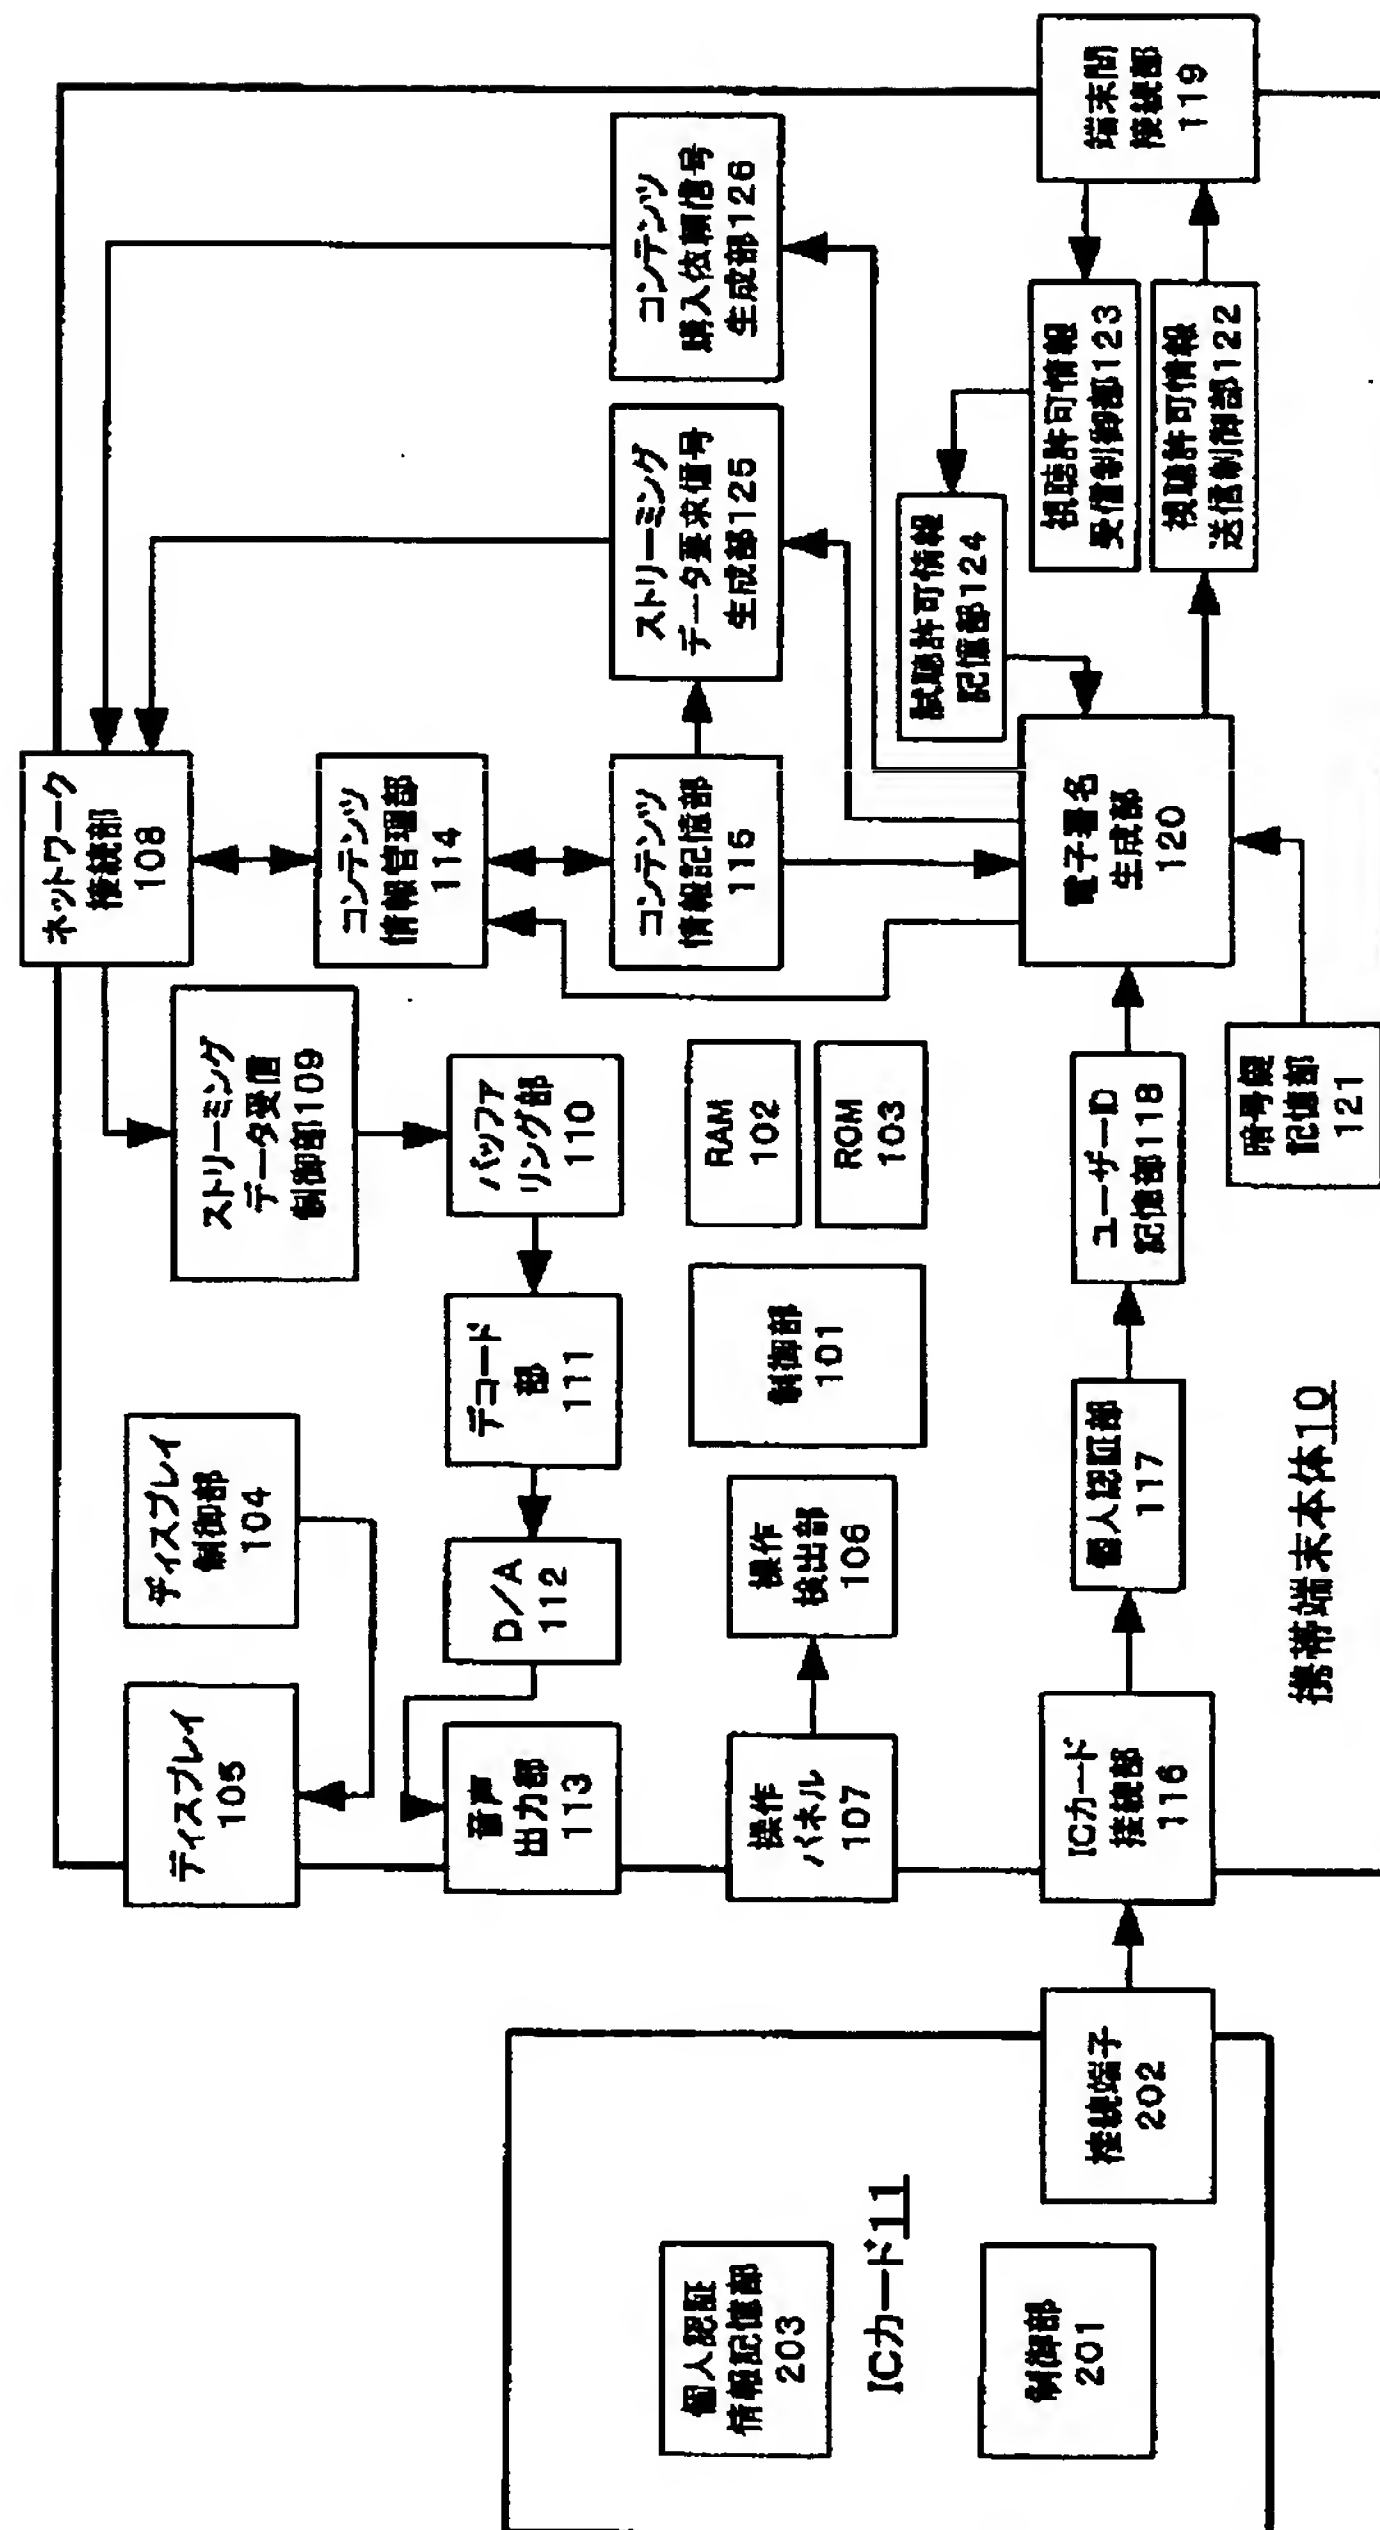 ネットワーク
接続部
108
ストリーミング
データ受信
制御部109
コンテンツ
情報管理部
114
コンテンツ
情報記憶部
115
ストリーミング
データ要求信号
生成部125
コンテンツ
購入依頼信号
生成部126
端末間
接続部
119
視聴許可情報
受信制御部123
視聴許可情報
送信制御部122
試聴許可情報
記憶部124
電子署名
生成部
120
暗号鍵
記憶部
121
ユーザーID
記憶部118
個人認証部
117
ICカード
接続部
116
バッファ
リング部
110
デコード
部
111
D/A
112
音声
出力部
113
ディスプレイ
制御部
104
ディスプレイ
105
RAM
102
ROM
103
制御部
101
操作
検出部
106
操作
パネル
107
携帯端末本体10
接続端子
202
ICカード11
個人認証
情報記憶部
203
制御部
201